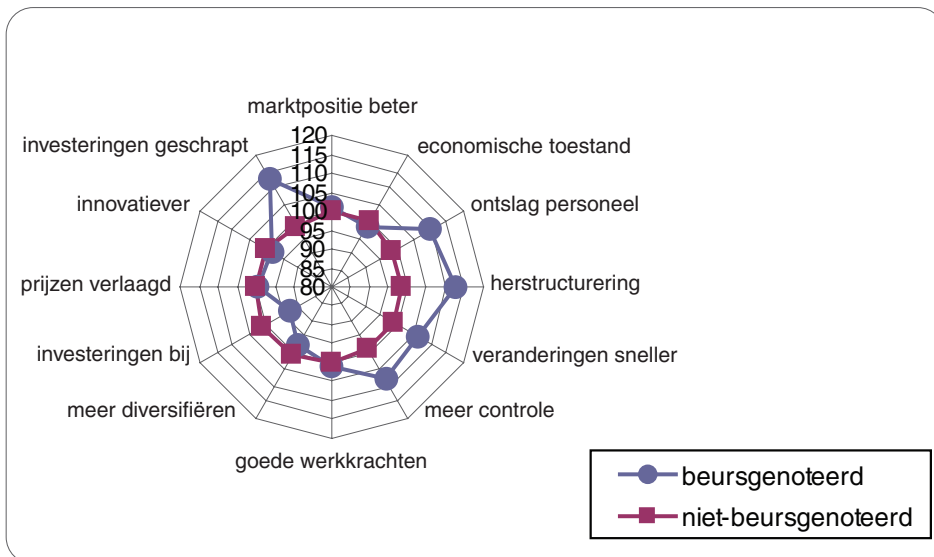 marktpositie beter
economische toestand
ontslag personeel
herstructurering
veranderingen sneller
meer controle
goede werkkrachten
meer diversifiëren
investeringen bij
prijzen verlaagd
innovatiever
investeringen geschrapt
120
115
110
105
100
95
90
85
80
beursgenoteerd
niet-beursgenoteerd